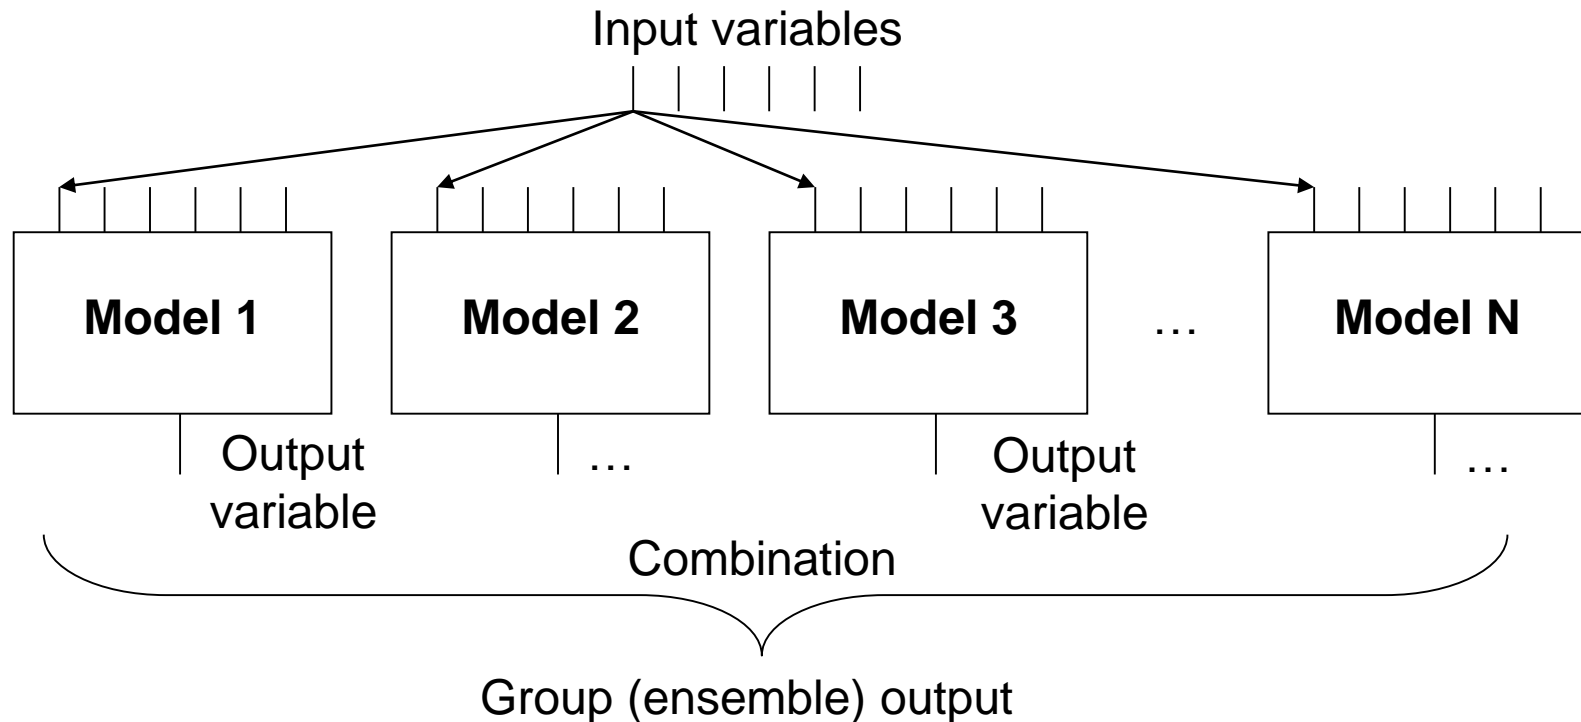 Input variables
Model 1
Model 2
Model 3
…
Model N
Output
variable
…
Output
variable
…
Combination
Group (ensemble) output